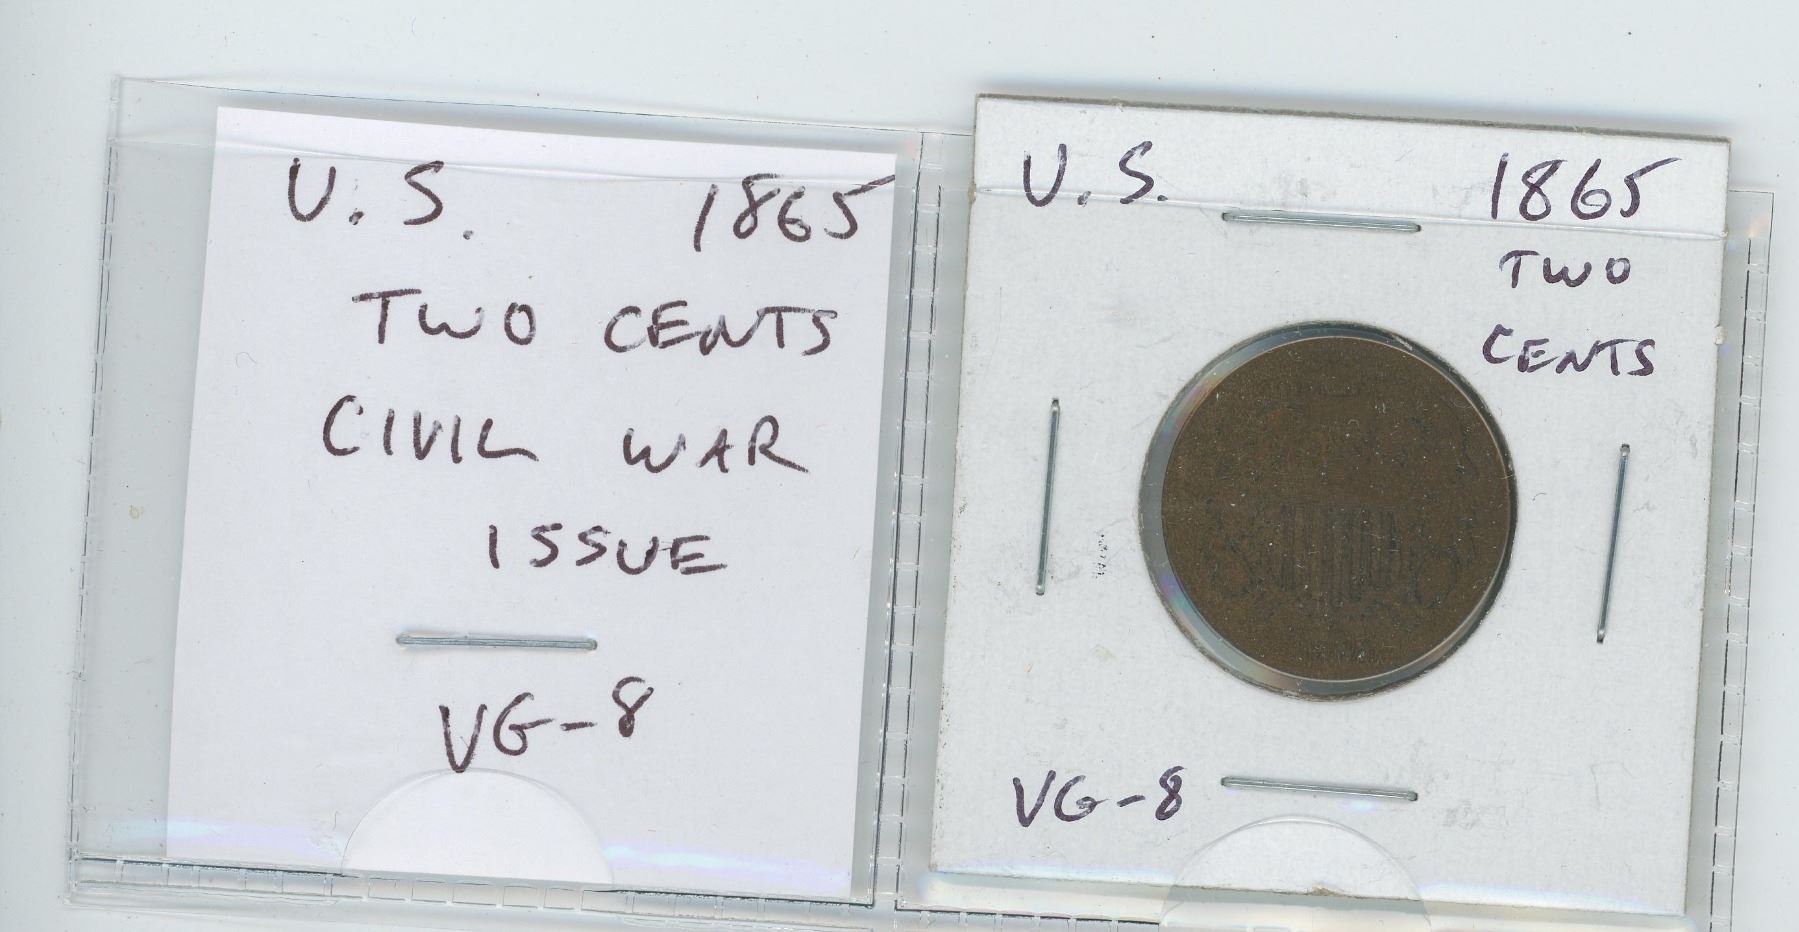 U.S. 1865
TWO CENTS
CIVIL WAR
ISSUE
VG-8
U.S. 1865
TWO
CENTS
VG-8